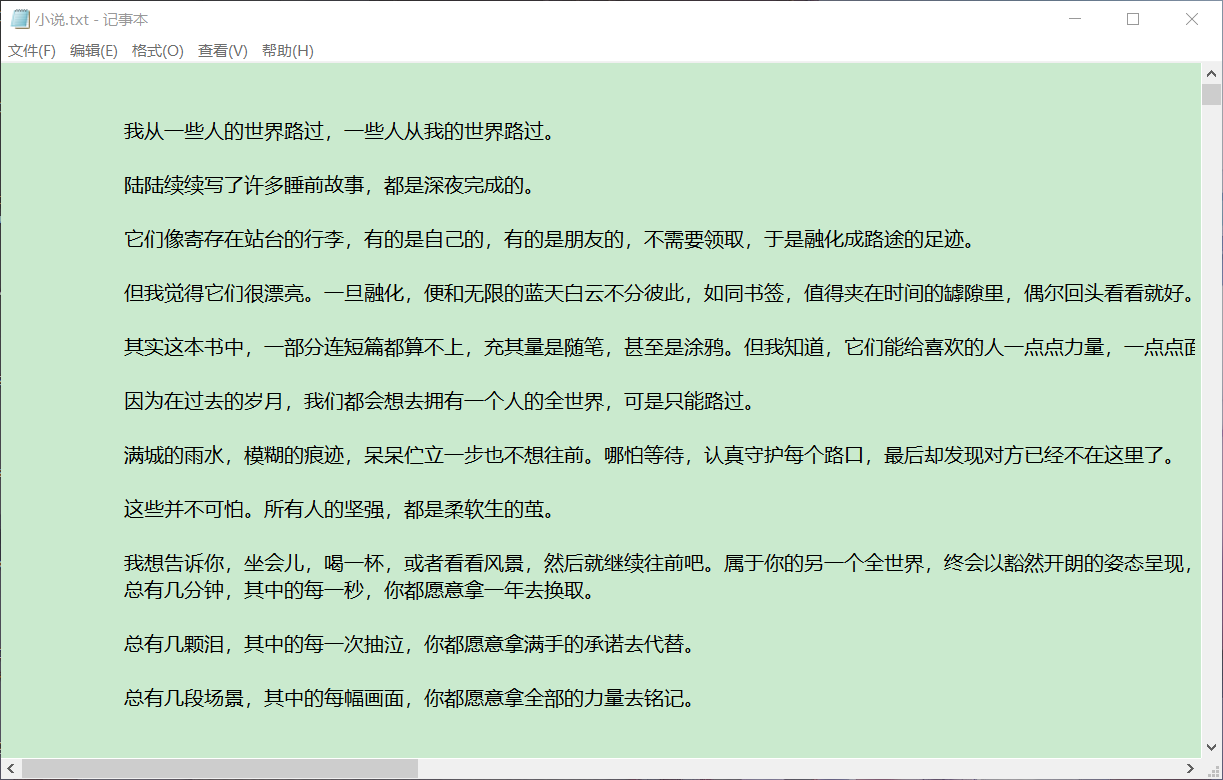 小说.txt - 记事本
文件(F) 编辑(E) 格式(O) 查看(V) 帮助(H)
我从一些人的世界路过，一些人从我的世界路过。
陆陆续续写了许多睡前故事，都是深夜完成的。
它们像寄存在站台的行李，有的是自己的，有的是朋友的，不需要领取，于是融化成路途的足迹。
但我觉得它们很漂亮。一旦融化，便和无限的蓝天白云不分彼此，如同书签，值得夹在时间的罅隙里，偶尔回头看看就好。
其实这本书中，一部分连短篇都算不上，充其量是随笔，甚至是涂鸦。但我知道，它们能给喜欢的人一点点力量，一点点
因为在过去的岁月，我们都会想去拥有一个人的全世界，可是只能路过。
满城的雨水，模糊的痕迹，呆呆伫立一步也不想往前。哪怕等待，认真守护每个路口，最后却发现对方已经不在这里了。
这些并不可怕。所有人的坚强，都是柔软生的茧。
我想告诉你，坐会儿，喝一杯，或者看看风景，然后就继续往前吧。属于你的另一个全世界，终会以豁然开朗的姿态呈现，
总有几分钟，其中的每一秒，你都愿意拿一年去换取。
总有几颗泪，其中的每一次抽泣，你都愿意拿满手的承诺去代替。
总有几段场景，其中的每幅画面，你都愿意拿全部的力量去铭记。